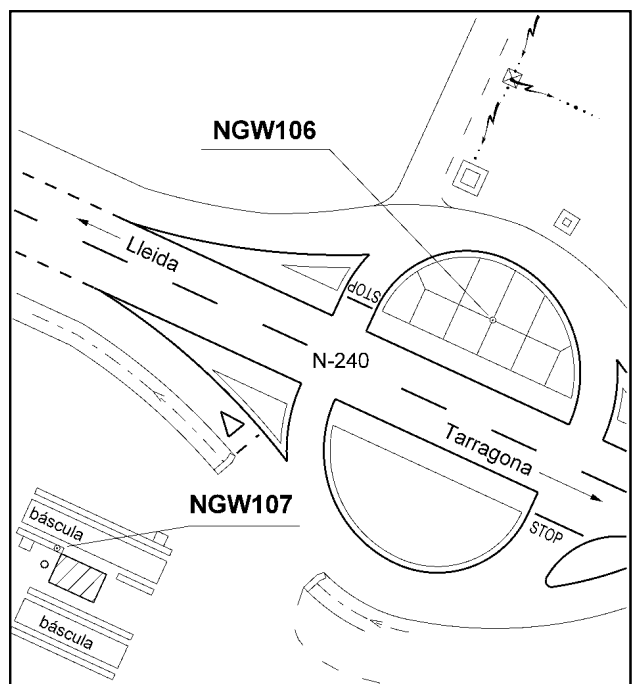 NGW106
Lleida
STOP
N-240
Tarragona
NGW107
báscula
STOP
báscula